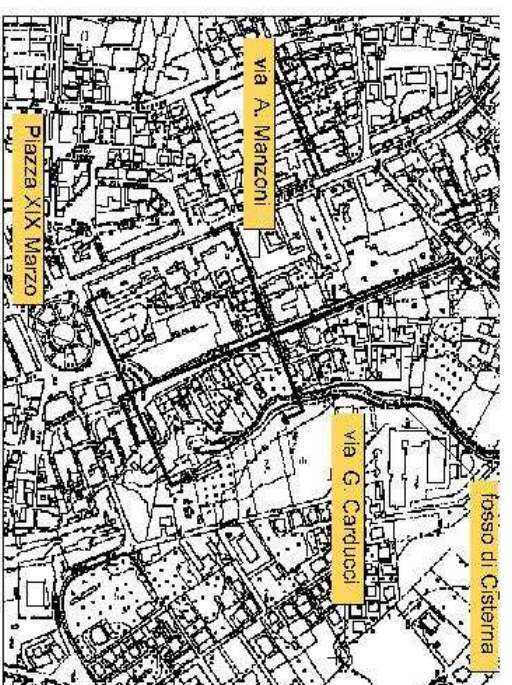 fosso di Cisterna
via G. Carducci
via A. Manzoni
Piazza XIX Marzo